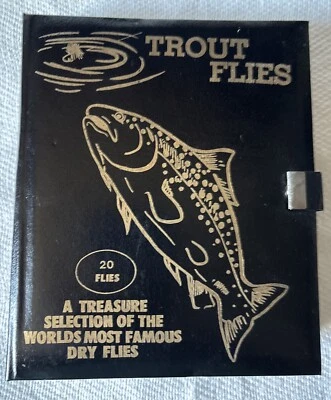 TROUT
FLIES
20
FLIES
A TREASURE
SELECTION OF THE
WORLDS MOST FAMOUS
DRY FLIES